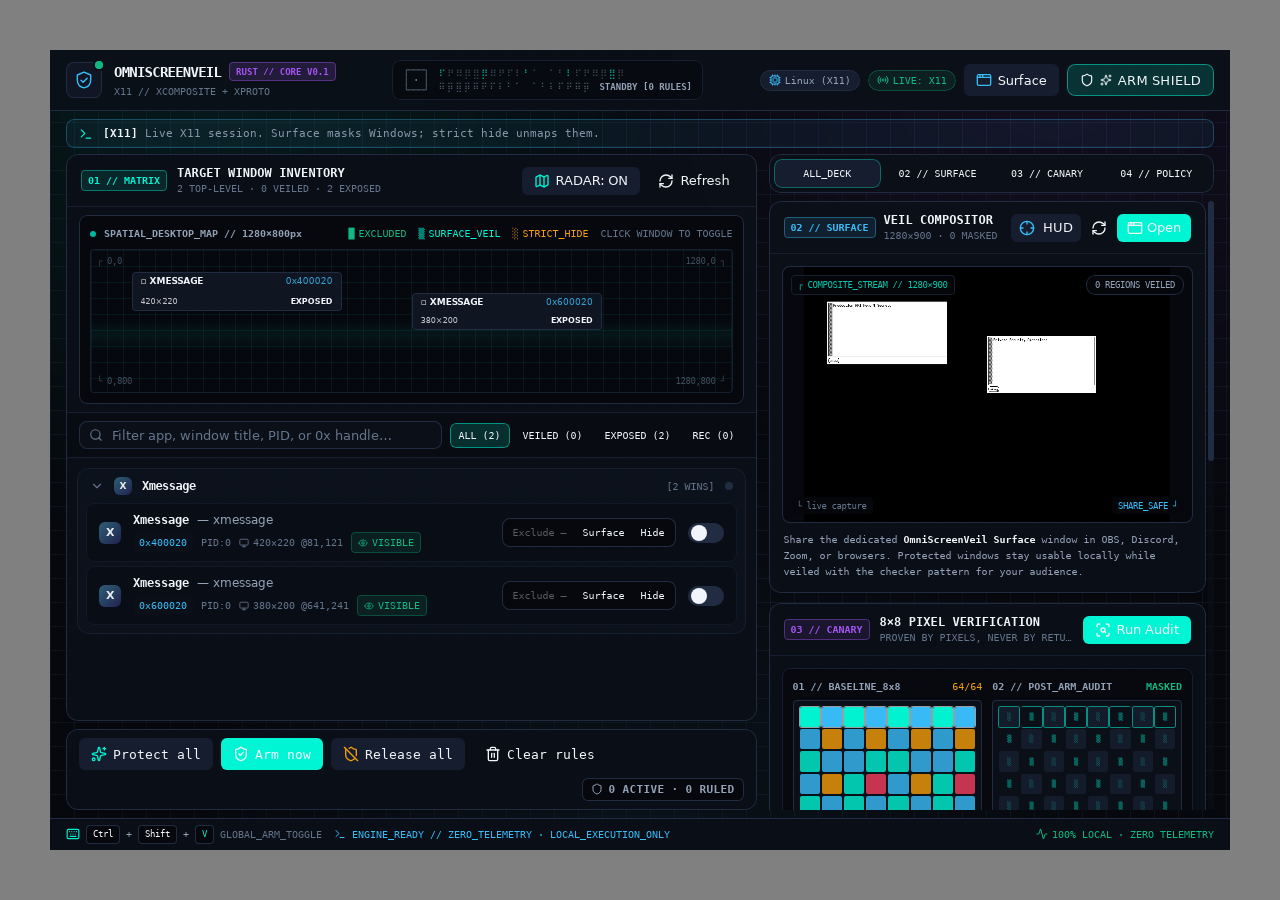 OMNISCREENVEIL RUST // CORE V0.1
X11 // XCOMPOSITE + XPROTO
STANDBY [0 RULES]
Linux (X11) LIVE: X11 Surface ARM SHIELD
[X11] Live X11 session. Surface masks Windows; strict hide unmaps them.
01 // MATRIX TARGET WINDOW INVENTORY
2 TOP-LEVEL · 0 VEILED · 2 EXPOSED
RADAR: ON Refresh
SPATIAL_DESKTOP_MAP // 1280×800px EXCLUDED SURFACE_VEIL STRICT_HIDE CLICK WINDOW TO TOGGLE
┌ 0,0 1280,0 ┐
XMESSAGE 0x400020
420×220 EXPOSED
XMESSAGE 0x600020
380×200 EXPOSED
└ 0,800 1280,800 ┘
Filter app, window title, PID, or 0x handle… ALL (2) VEILED (0) EXPOSED (2) REC (0)
X Xmessage [2 WINS]
X Xmessage — xmessage
0x400020 PID:0 420×220 @81,121 VISIBLE
Exclude — Surface Hide
X Xmessage — xmessage
0x600020 PID:0 380×200 @641,241 VISIBLE
Exclude — Surface Hide
Protect all Arm now Release all Clear rules
0 ACTIVE · 0 RULED
ALL_DECK 02 // SURFACE 03 // CANARY 04 // POLICY
02 // SURFACE VEIL COMPOSITOR
1280×900 · 0 MASKED
HUD Open
┌ COMPOSITE_STREAM // 1280×900 0 REGIONS VEILED
└ live capture SHARE_SAFE ┘
Share the dedicated OmniScreenVeil Surface window in OBS, Discord,
Zoom, or browsers. Protected windows stay usable locally while
veiled with the checker pattern for your audience.
03 // CANARY 8×8 PIXEL VERIFICATION
PROVEN BY PIXELS, NEVER BY RETU…
Run Audit
01 // BASELINE_8x8 64/64 02 // POST_ARM_AUDIT MASKED
Ctrl + Shift + V GLOBAL_ARM_TOGGLE ENGINE_READY // ZERO_TELEMETRY · LOCAL_EXECUTION_ONLY 100% LOCAL · ZERO TELEMETRY